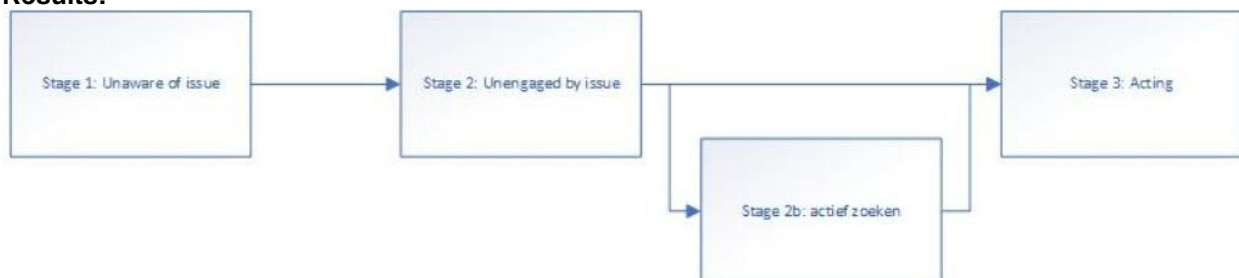 Results:
Stage 1: Unaware of issue
Stage 2: Unengaged by issue
Stage 3: Acting
Stage 2b: actief zoeken